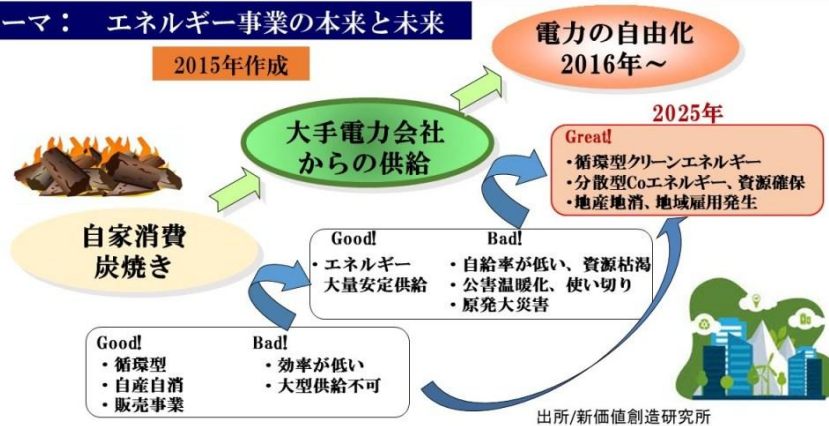 ーマ： エネルギー事業の本来と未来
2015年作成
電力の自由化
2016年～
大手電力会社
からの供給
2025年
Great!
・循環型クリーンエネルギー
・分散型Coエネルギー、資源確保
・地産地消、地域雇用発生
自家消費
炭焼き
Good!
・エネルギー
大量安定供給
Bad!
・自給率が低い、資源枯渇
・公害温暖化、使い切り
・原発大災害
Good!
・循環型
・自産自消
・販売事業
Bad!
・効率が低い
・大型供給不可
出所/新価値創造研究所